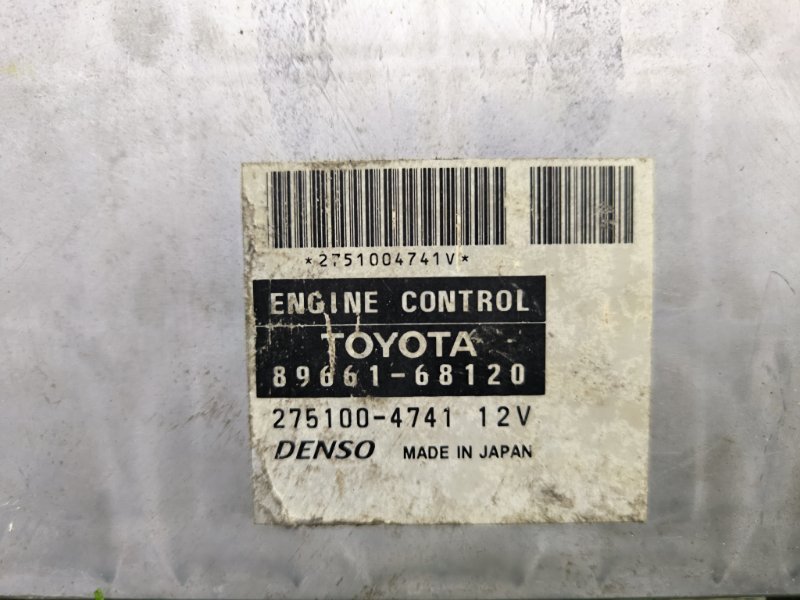 *2751004741V*
ENGINE CONTROL
TOYOTA
89661-68120
275100-4741 12V
DENSO MADE IN JAPAN